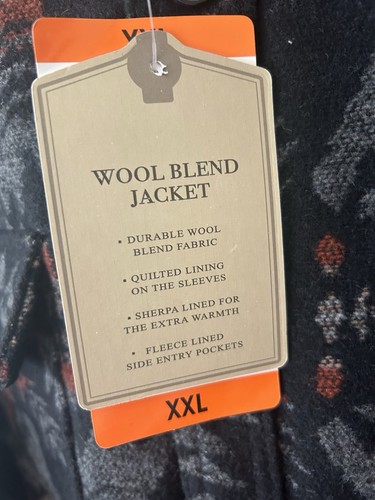 XXL
WOOL BLEND
JACKET
• DURABLE WOOL
BLEND FABRIC
• QUILTED LINING
ON THE SLEEVES
• SHERPA LINED FOR
THE EXTRA WARMTH
• FLEECE LINED
SIDE ENTRY POCKETS
XXL